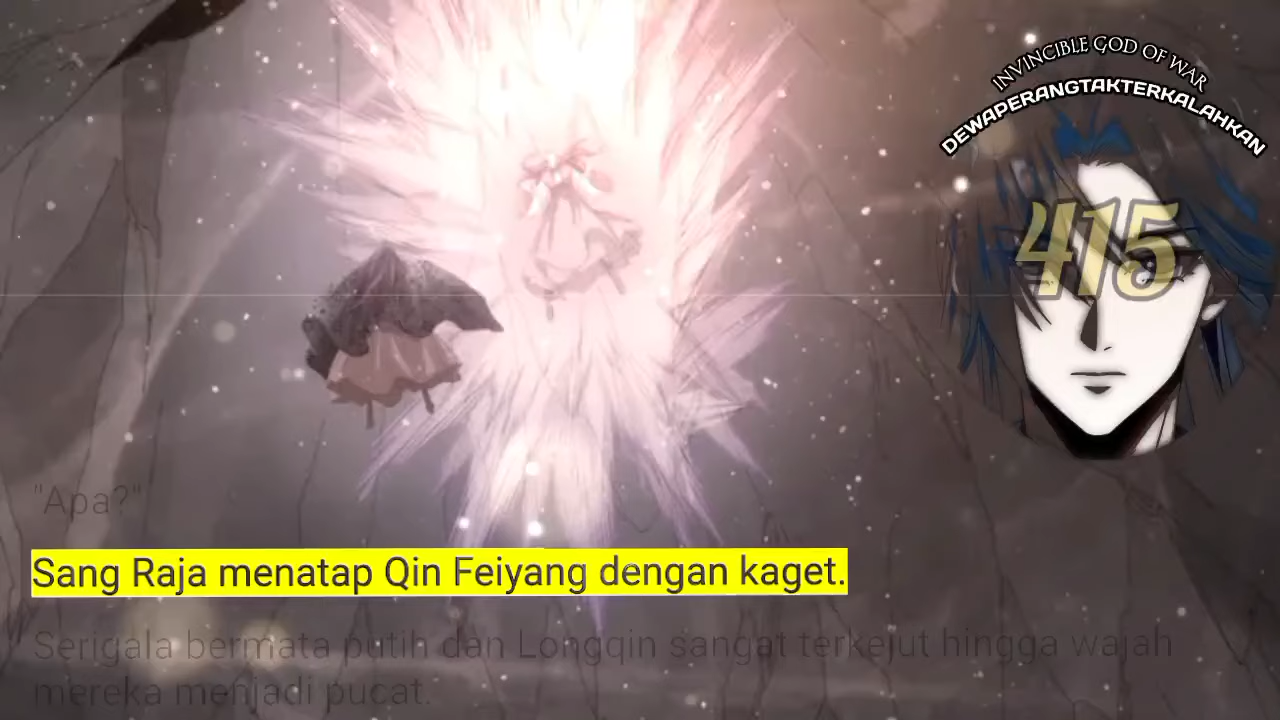 INVINCIBLE GOD OF WAR
DEWAPERANGTAKTERKALAHKAN
415
"Apa?"
Sang Raja menatap Qin Feiyang dengan kaget.
Serigala bermata putih dan Longqin sangat terkejut hingga wajah
mereka menjadi pucat.